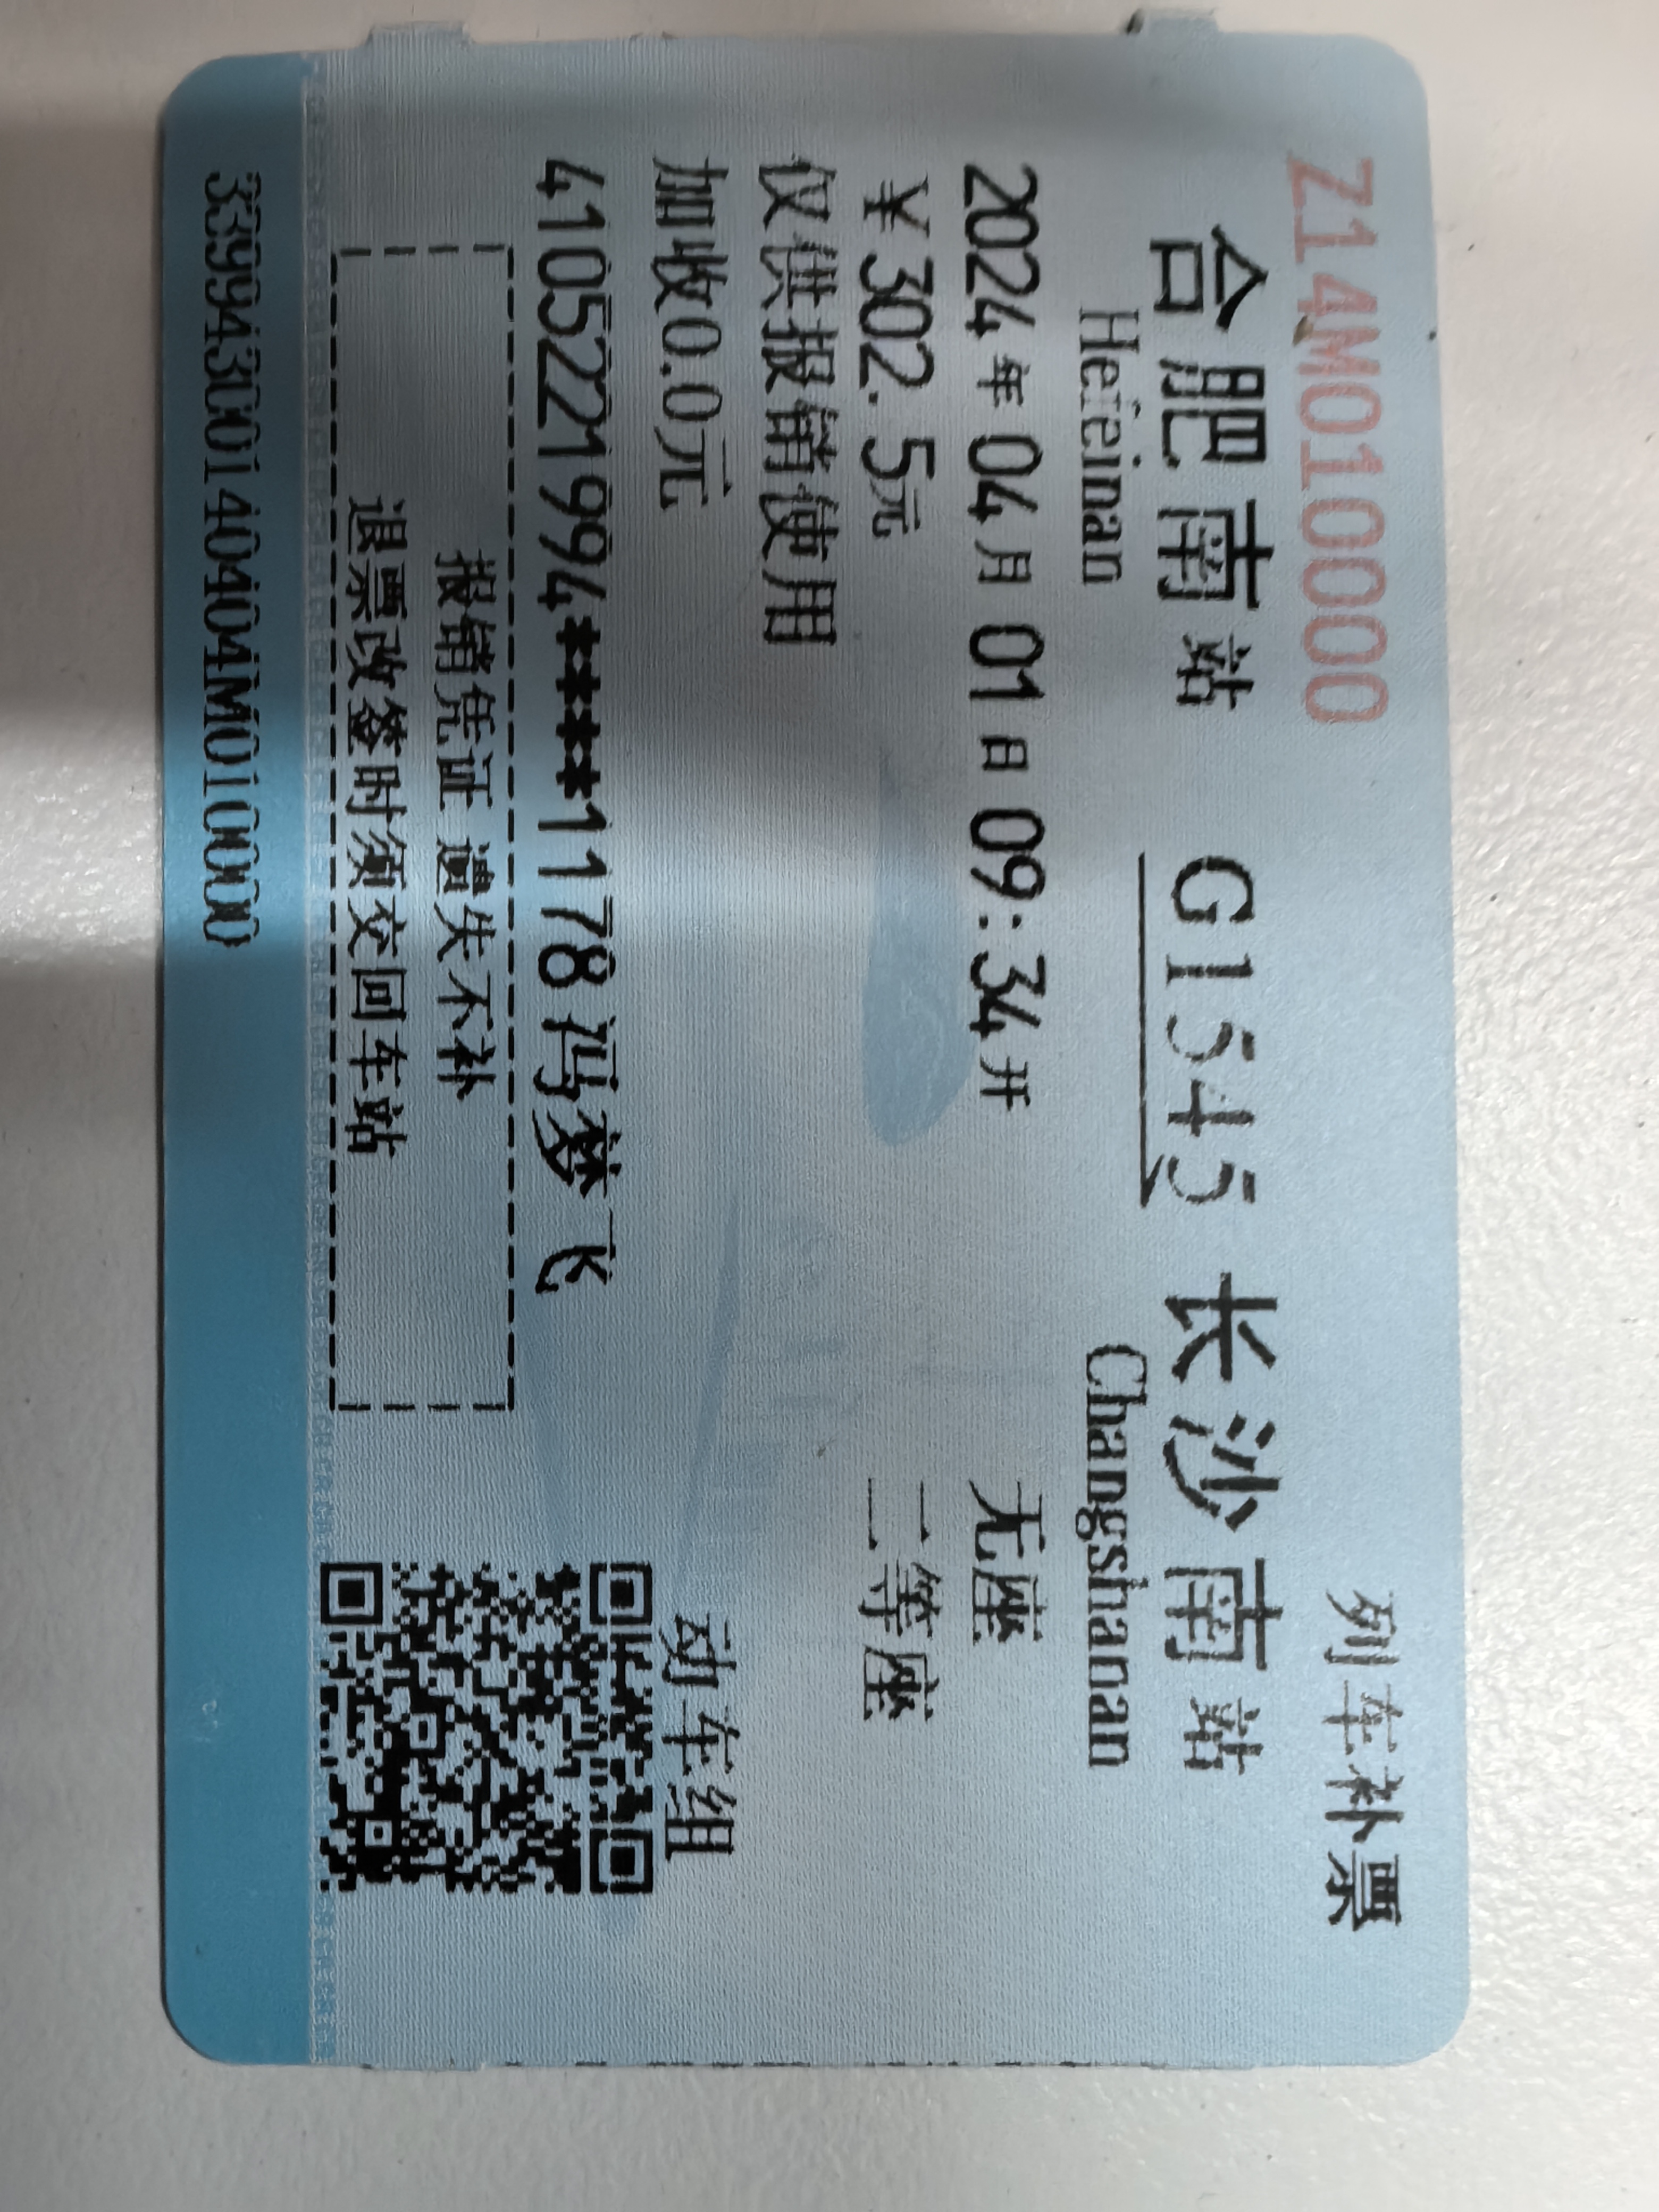 Z14M010000 列车补票
合肥南站 G1545 长沙南站
Hefeinan Changshanan
2024年04月01日09:34开 无座
￥302.5元 二等座
仅供报销使用
加收0.0元 动车组
4105221994****1178冯梦飞
报销凭证 遗失不补
退票改签时须交回车站
33994300140404M010000